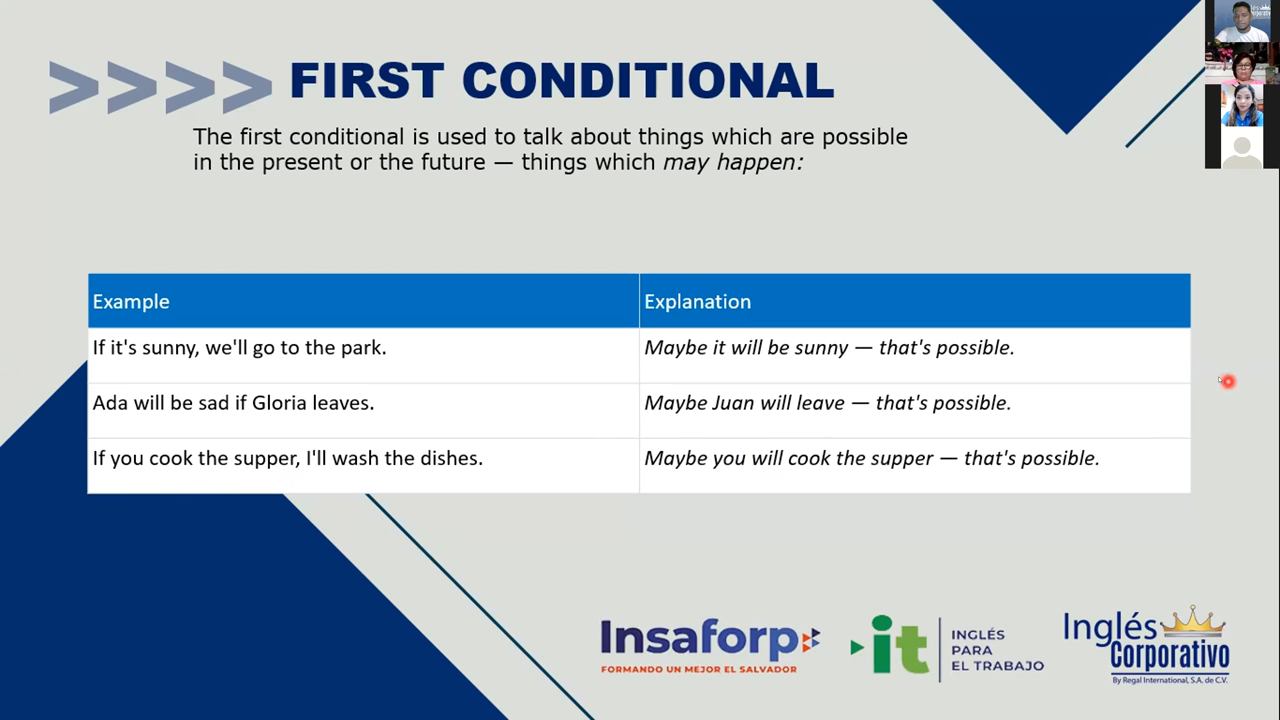 >>>> FIRST CONDITIONAL
The first conditional is used to talk about things which are possible
in the present or the future — things which may happen:
Example
Explanation
If it's sunny, we'll go to the park.
Maybe it will be sunny — that's possible.
Ada will be sad if Gloria leaves.
Maybe Juan will leave — that's possible.
If you cook the supper, I'll wash the dishes.
Maybe you will cook the supper — that's possible.
Insaforp
FORMANDO UN MEJOR EL SALVADOR
it
INGLÉS
PARA
EL TRABAJO
Inglés
Corporativo
By Regal International, S.A. de C.V.